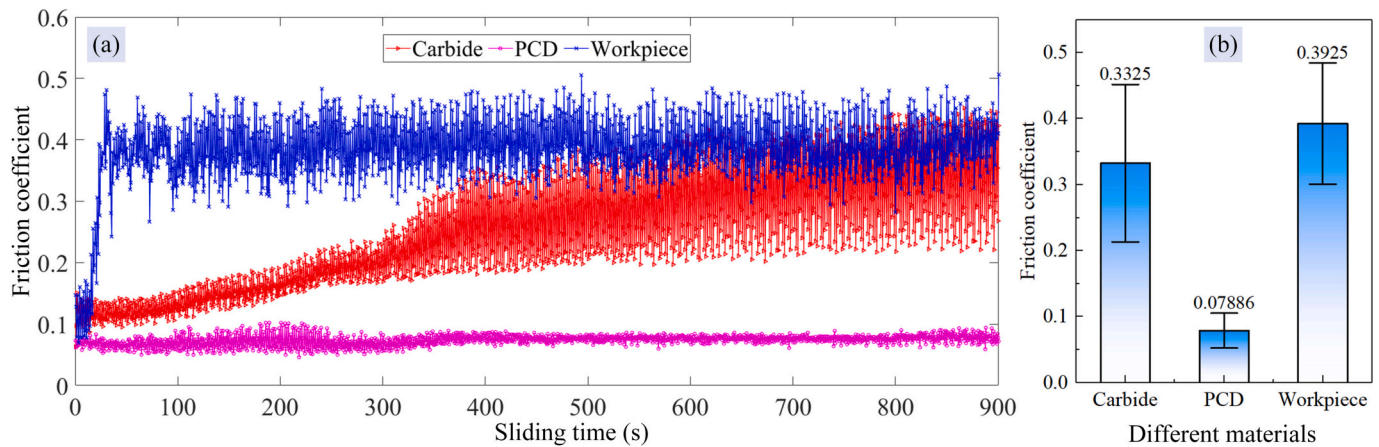 (a)
Carbide PCD Workpiece
Friction coefficient
0.6
0.5
0.4
0.3
0.2
0.1
0
0 100 200 300 400 500 600 700 800 900
Sliding time (s)
(b)
Friction coefficient
0.5
0.4
0.3
0.2
0.1
0.0
0.3325
0.07886
0.3925
Carbide PCD Workpiece
Different materials